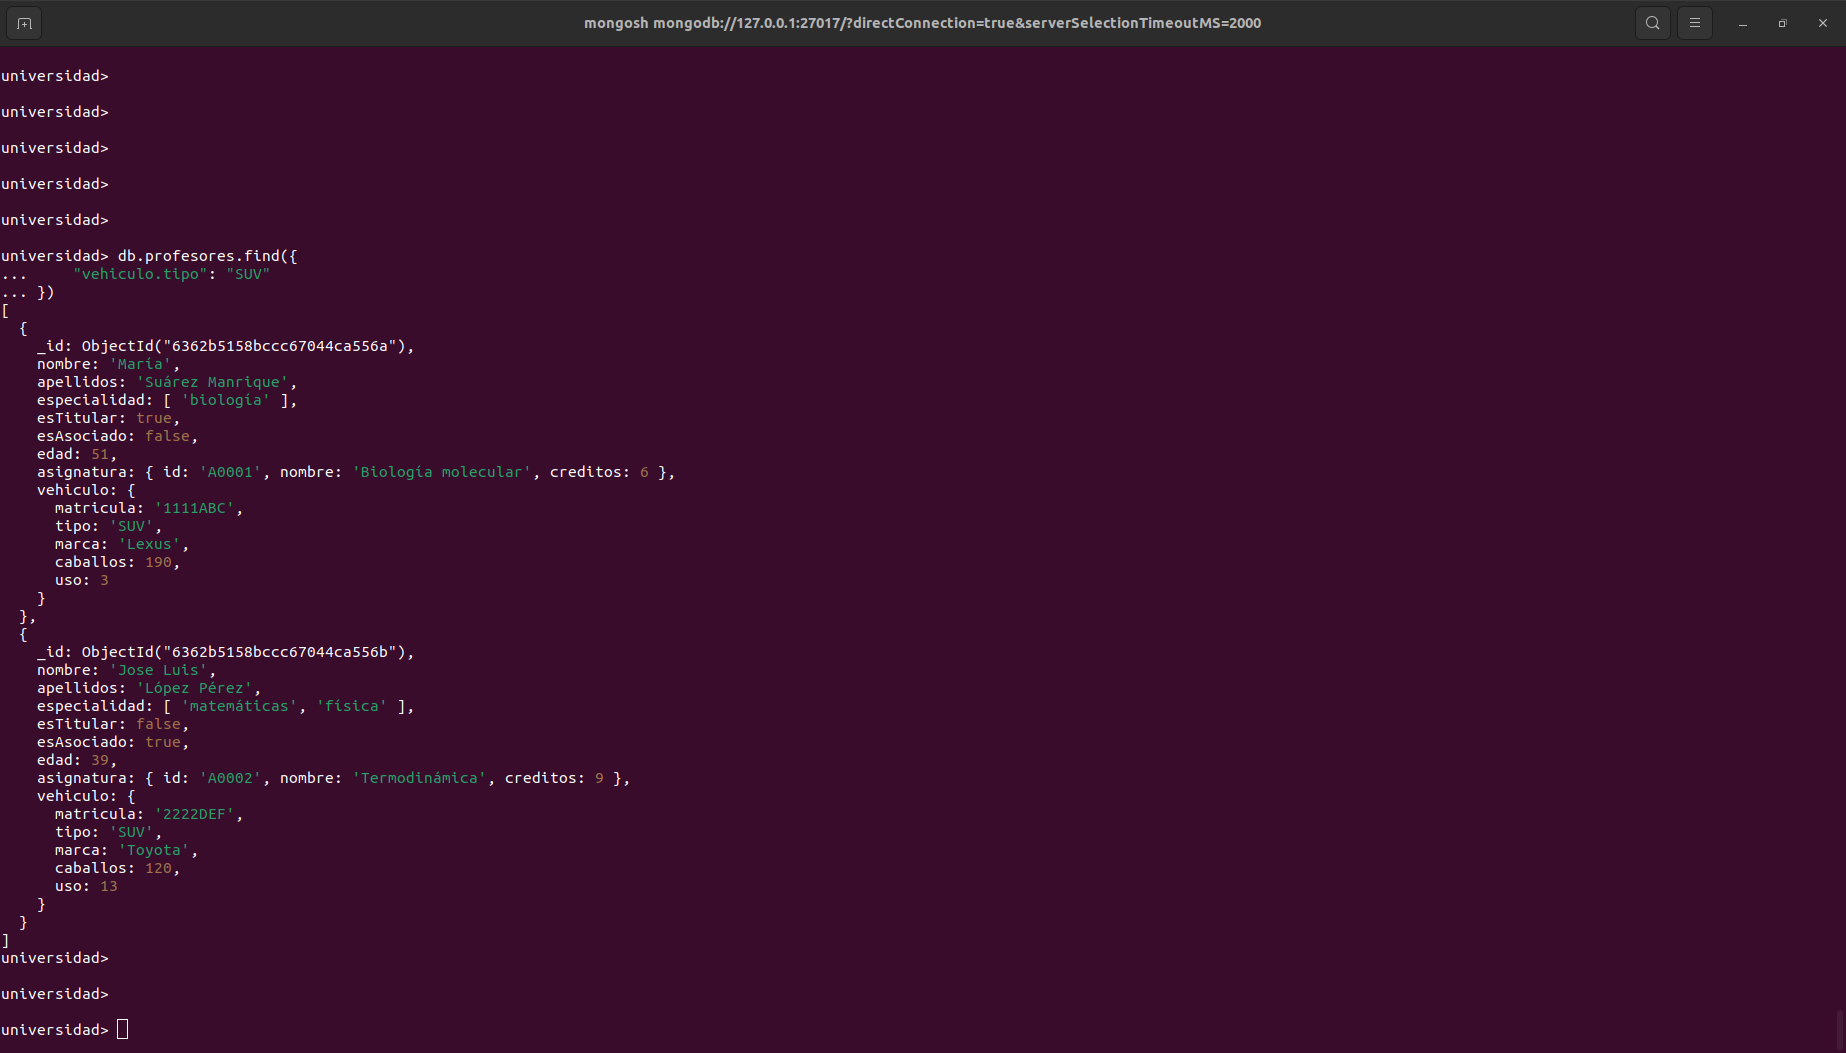 mongosh mongodb://127.0.0.1:27017/?directConnection=true&serverSelectionTimeoutMS=2000
universidad>
universidad>
universidad>
universidad>
universidad>
universidad> db.profesores.find({
...     "vehiculo.tipo": "SUV"
... })
[
  {
    _id: ObjectId("6362b5158bccc67044ca556a"),
    nombre: 'María',
    apellidos: 'Suárez Manrique',
    especialidad: [ 'biología' ],
    esTitular: true,
    esAsociado: false,
    edad: 51,
    asignatura: { id: 'A0001', nombre: 'Biología molecular', creditos: 6 },
    vehiculo: {
      matricula: '1111ABC',
      tipo: 'SUV',
      marca: 'Lexus',
      caballos: 190,
      uso: 3
    }
  },
  {
    _id: ObjectId("6362b5158bccc67044ca556b"),
    nombre: 'Jose Luis',
    apellidos: 'López Pérez',
    especialidad: [ 'matemáticas', 'física' ],
    esTitular: false,
    esAsociado: true,
    edad: 39,
    asignatura: { id: 'A0002', nombre: 'Termodinámica', creditos: 9 },
    vehiculo: {
      matricula: '2222DEF',
      tipo: 'SUV',
      marca: 'Toyota',
      caballos: 120,
      uso: 13
    }
  }
]
universidad>
universidad>
universidad>